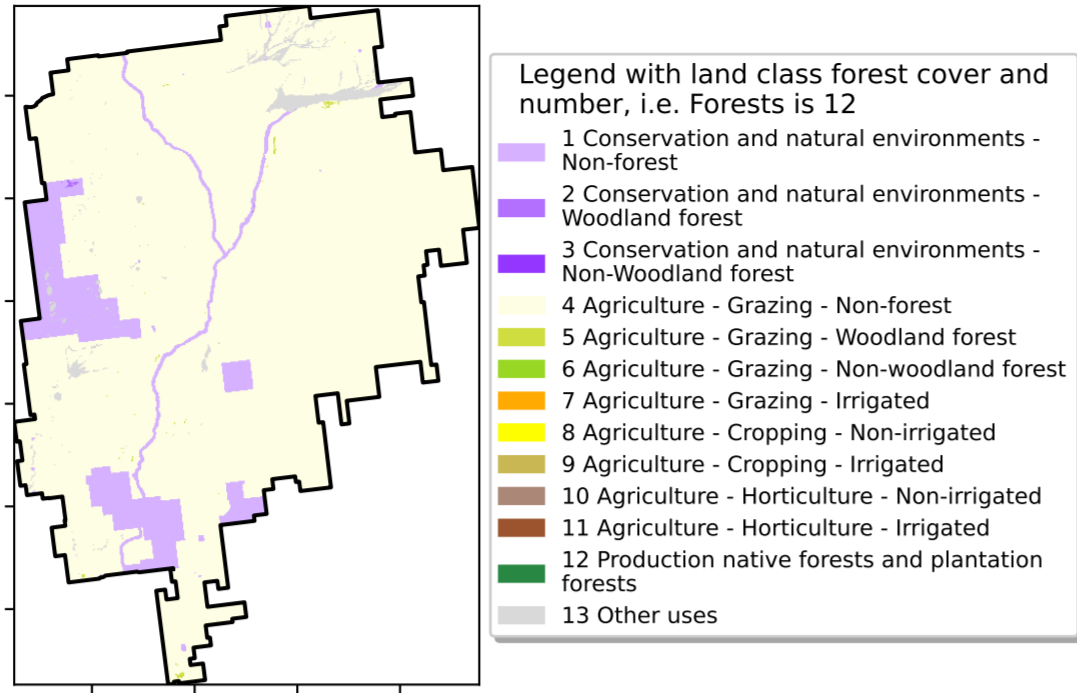 Legend with land class forest cover and
number, i.e. Forests is 12
1 Conservation and natural environments -
Non-forest
2 Conservation and natural environments -
Woodland forest
3 Conservation and natural environments -
Non-Woodland forest
4 Agriculture - Grazing - Non-forest
5 Agriculture - Grazing - Woodland forest
6 Agriculture - Grazing - Non-woodland forest
7 Agriculture - Grazing - Irrigated
8 Agriculture - Cropping - Non-irrigated
9 Agriculture - Cropping - Irrigated
10 Agriculture - Horticulture - Non-irrigated
11 Agriculture - Horticulture - Irrigated
12 Production native forests and plantation
forests
13 Other uses